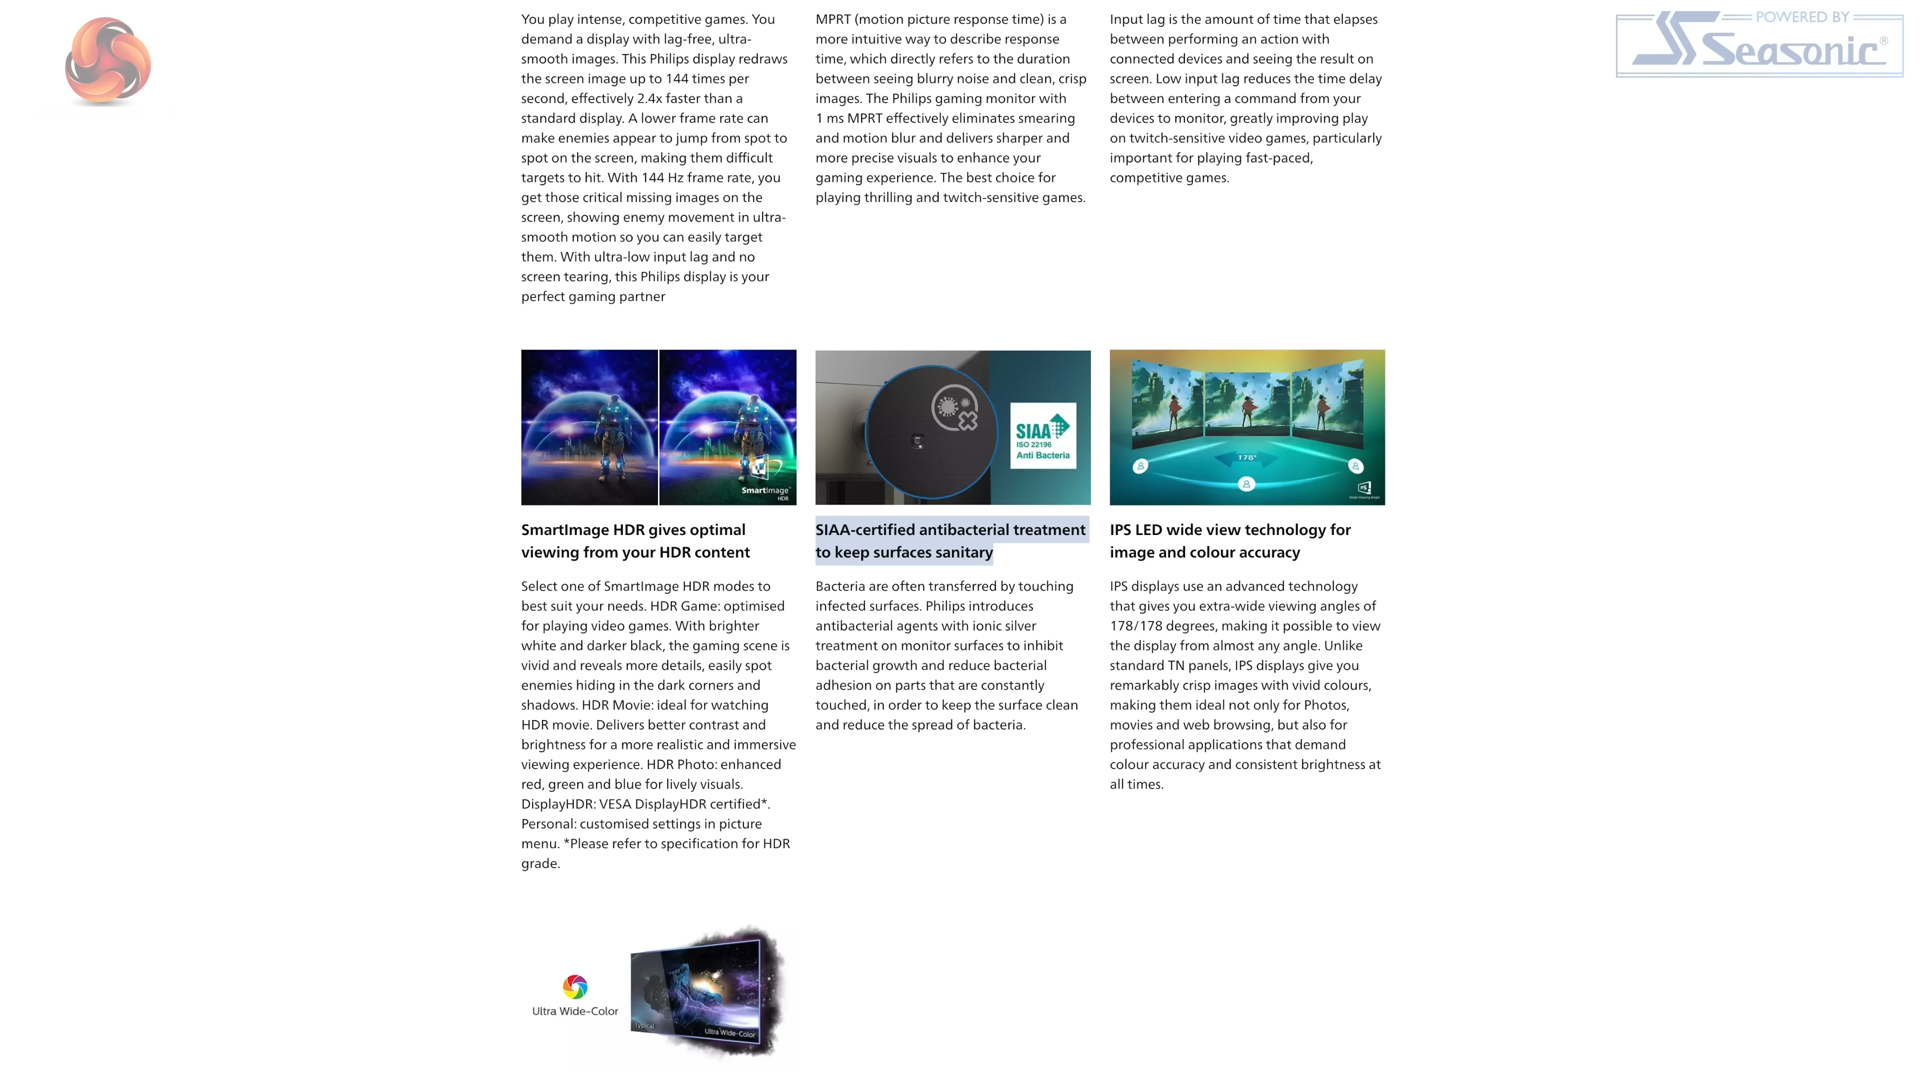 POWERED BY
Seasonic®
You play intense, competitive games. You
demand a display with lag-free, ultra-
smooth images. This Philips display redraws
the screen image up to 144 times per
second, effectively 2.4x faster than a
standard display. A lower frame rate can
make enemies appear to jump from spot to
spot on the screen, making them difficult
targets to hit. With 144 Hz frame rate, you
get those critical missing images on the
screen, showing enemy movement in ultra-
smooth motion so you can easily target
them. With ultra-low input lag and no
screen tearing, this Philips display is your
perfect gaming partner
MPRT (motion picture response time) is a
more intuitive way to describe response
time, which directly refers to the duration
between seeing blurry noise and clean, crisp
images. The Philips gaming monitor with
1 ms MPRT effectively eliminates smearing
and motion blur and delivers sharper and
more precise visuals to enhance your
gaming experience. The best choice for
playing thrilling and twitch-sensitive games.
Input lag is the amount of time that elapses
between performing an action with
connected devices and seeing the result on
screen. Low input lag reduces the time delay
between entering a command from your
devices to monitor, greatly improving play
on twitch-sensitive video games, particularly
important for playing fast-paced,
competitive games.
SmartImage
HDR
SmartImage HDR gives optimal
viewing from your HDR content
Select one of SmartImage HDR modes to
best suit your needs. HDR Game: optimised
for playing video games. With brighter
white and darker black, the gaming scene is
vivid and reveals more details, easily spot
enemies hiding in the dark corners and
shadows. HDR Movie: ideal for watching
HDR movie. Delivers better contrast and
brightness for a more realistic and immersive
viewing experience. HDR Photo: enhanced
red, green and blue for lively visuals.
DisplayHDR: VESA DisplayHDR certified*.
Personal: customised settings in picture
menu. *Please refer to specification for HDR
grade.
SIAA
ISO 22196
Anti Bacteria
SIAA-certified antibacterial treatment
to keep surfaces sanitary
Bacteria are often transferred by touching
infected surfaces. Philips introduces
antibacterial agents with ionic silver
treatment on monitor surfaces to inhibit
bacterial growth and reduce bacterial
adhesion on parts that are constantly
touched, in order to keep the surface clean
and reduce the spread of bacteria.
178°
IPS LED wide view technology for
image and colour accuracy
IPS displays use an advanced technology
that gives you extra-wide viewing angles of
178/178 degrees, making it possible to view
the display from almost any angle. Unlike
standard TN panels, IPS displays give you
remarkably crisp images with vivid colours,
making them ideal not only for Photos,
movies and web browsing, but also for
professional applications that demand
colour accuracy and consistent brightness at
all times.
Ultra Wide-Color
Typical
Ultra Wide-Color